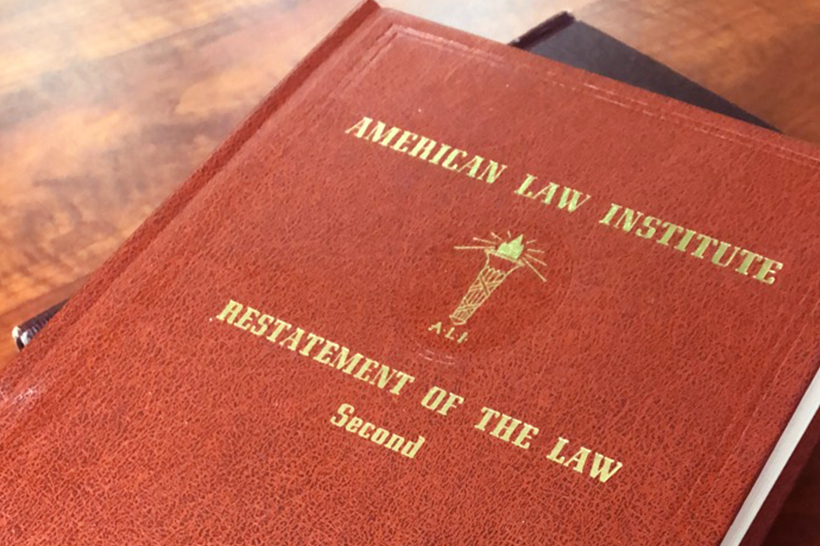 AMERICAN LAW INSTITUTE
A.L.I.
RESTATEMENT OF THE LAW
Second